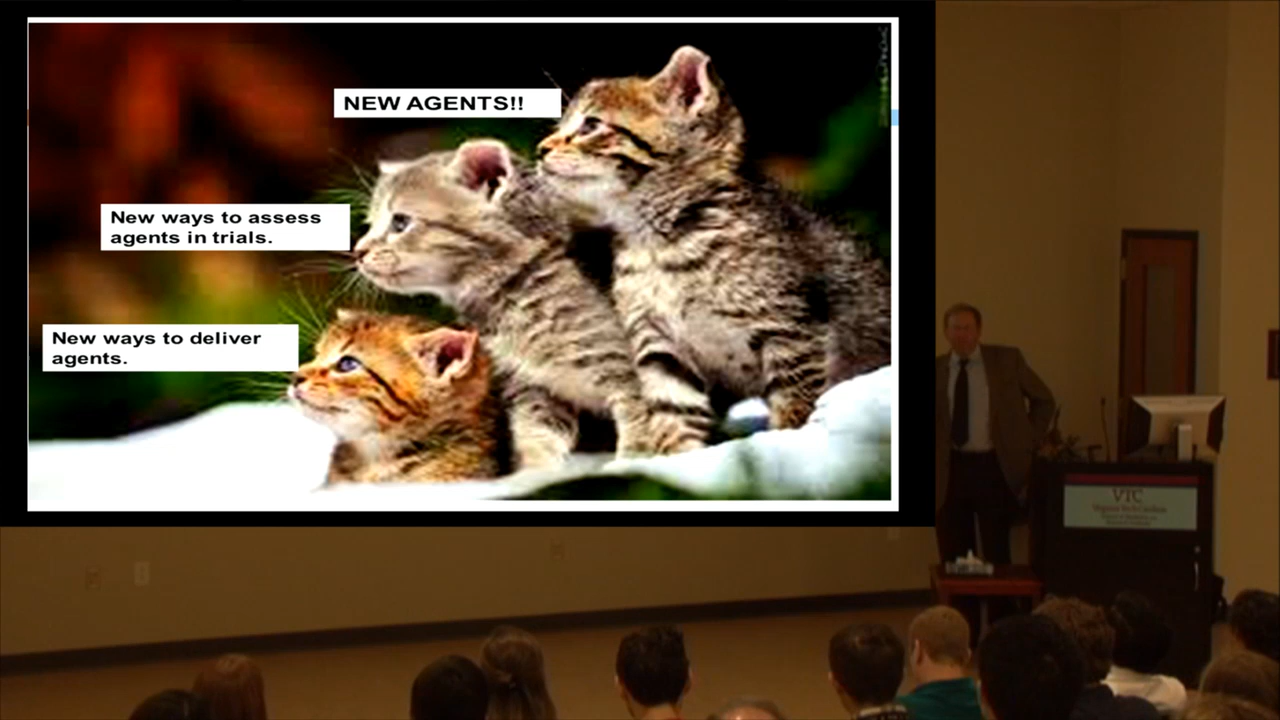 NEW AGENTS!!
New ways to assess
agents in trials.
New ways to deliver
agents.
VTC